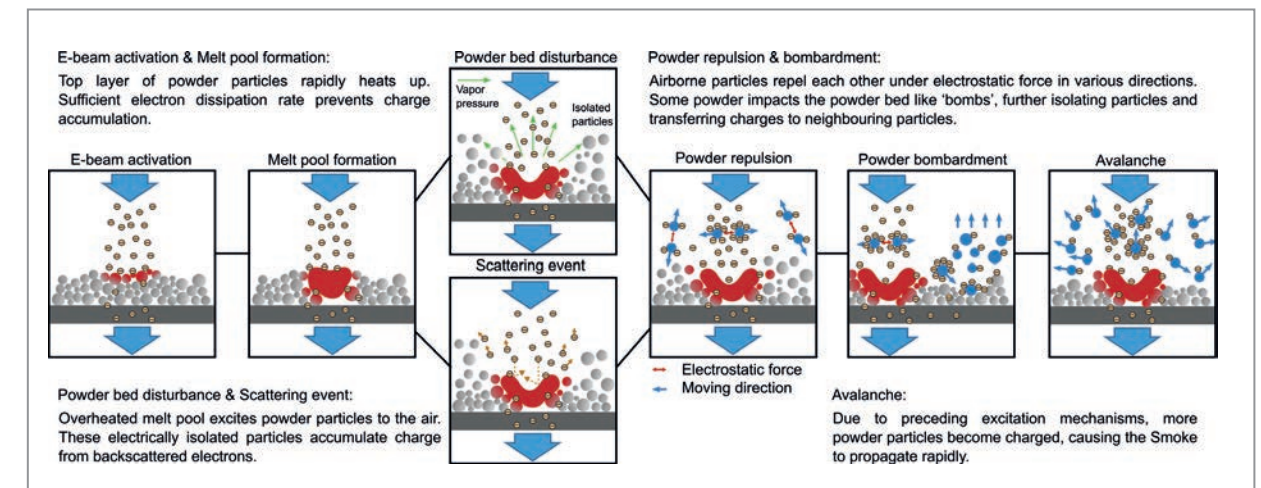 E-beam activation & Melt pool formation:
Top layer of powder particles rapidly heats up.
Sufficient electron dissipation rate prevents charge
accumulation.
Powder bed disturbance
Vapor
pressure
Isolated
particles
Powder repulsion & bombardment:
Airborne particles repel each other under electrostatic force in various directions.
Some powder impacts the powder bed like ‘bombs’, further isolating particles and
transferring charges to neighbouring particles.
E-beam activation
Melt pool formation
Scattering event
Powder repulsion
Powder bombardment
Avalanche
Electrostatic force
Moving direction
Powder bed disturbance & Scattering event:
Overheated melt pool excites powder particles to the air.
These electrically isolated particles accumulate charge
from backscattered electrons.
Avalanche:
Due to preceding excitation mechanisms, more
powder particles become charged, causing the Smoke
to propagate rapidly.